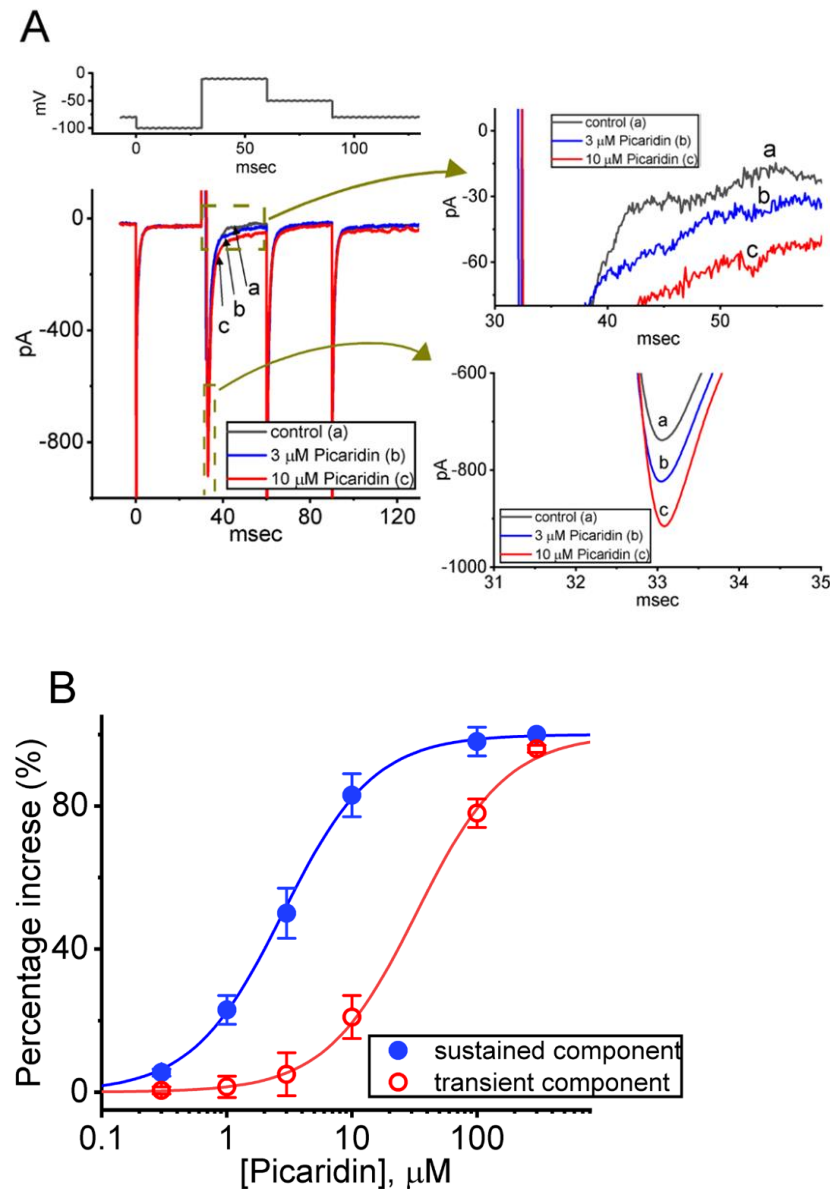 A
0
-50
-100
mV
0
50
100
msec
0
-400
-800
pA
a
b
c
control (a)
3 μM Picaridin (b)
10 μM Picaridin (c)
0
40
80
120
msec
0
-30
-60
pA
control (a)
3 μM Picaridin (b)
10 μM Picaridin (c)
a
b
c
30
40
50
msec
-600
-800
-1000
pA
a
b
c
control (a)
3 μM Picaridin (b)
10 μM Picaridin (c)
31
32
33
34
35
msec
B
Percentage increse (%)
80
40
0
sustained component
transient component
0.1
1
10
100
[Picaridin], μM